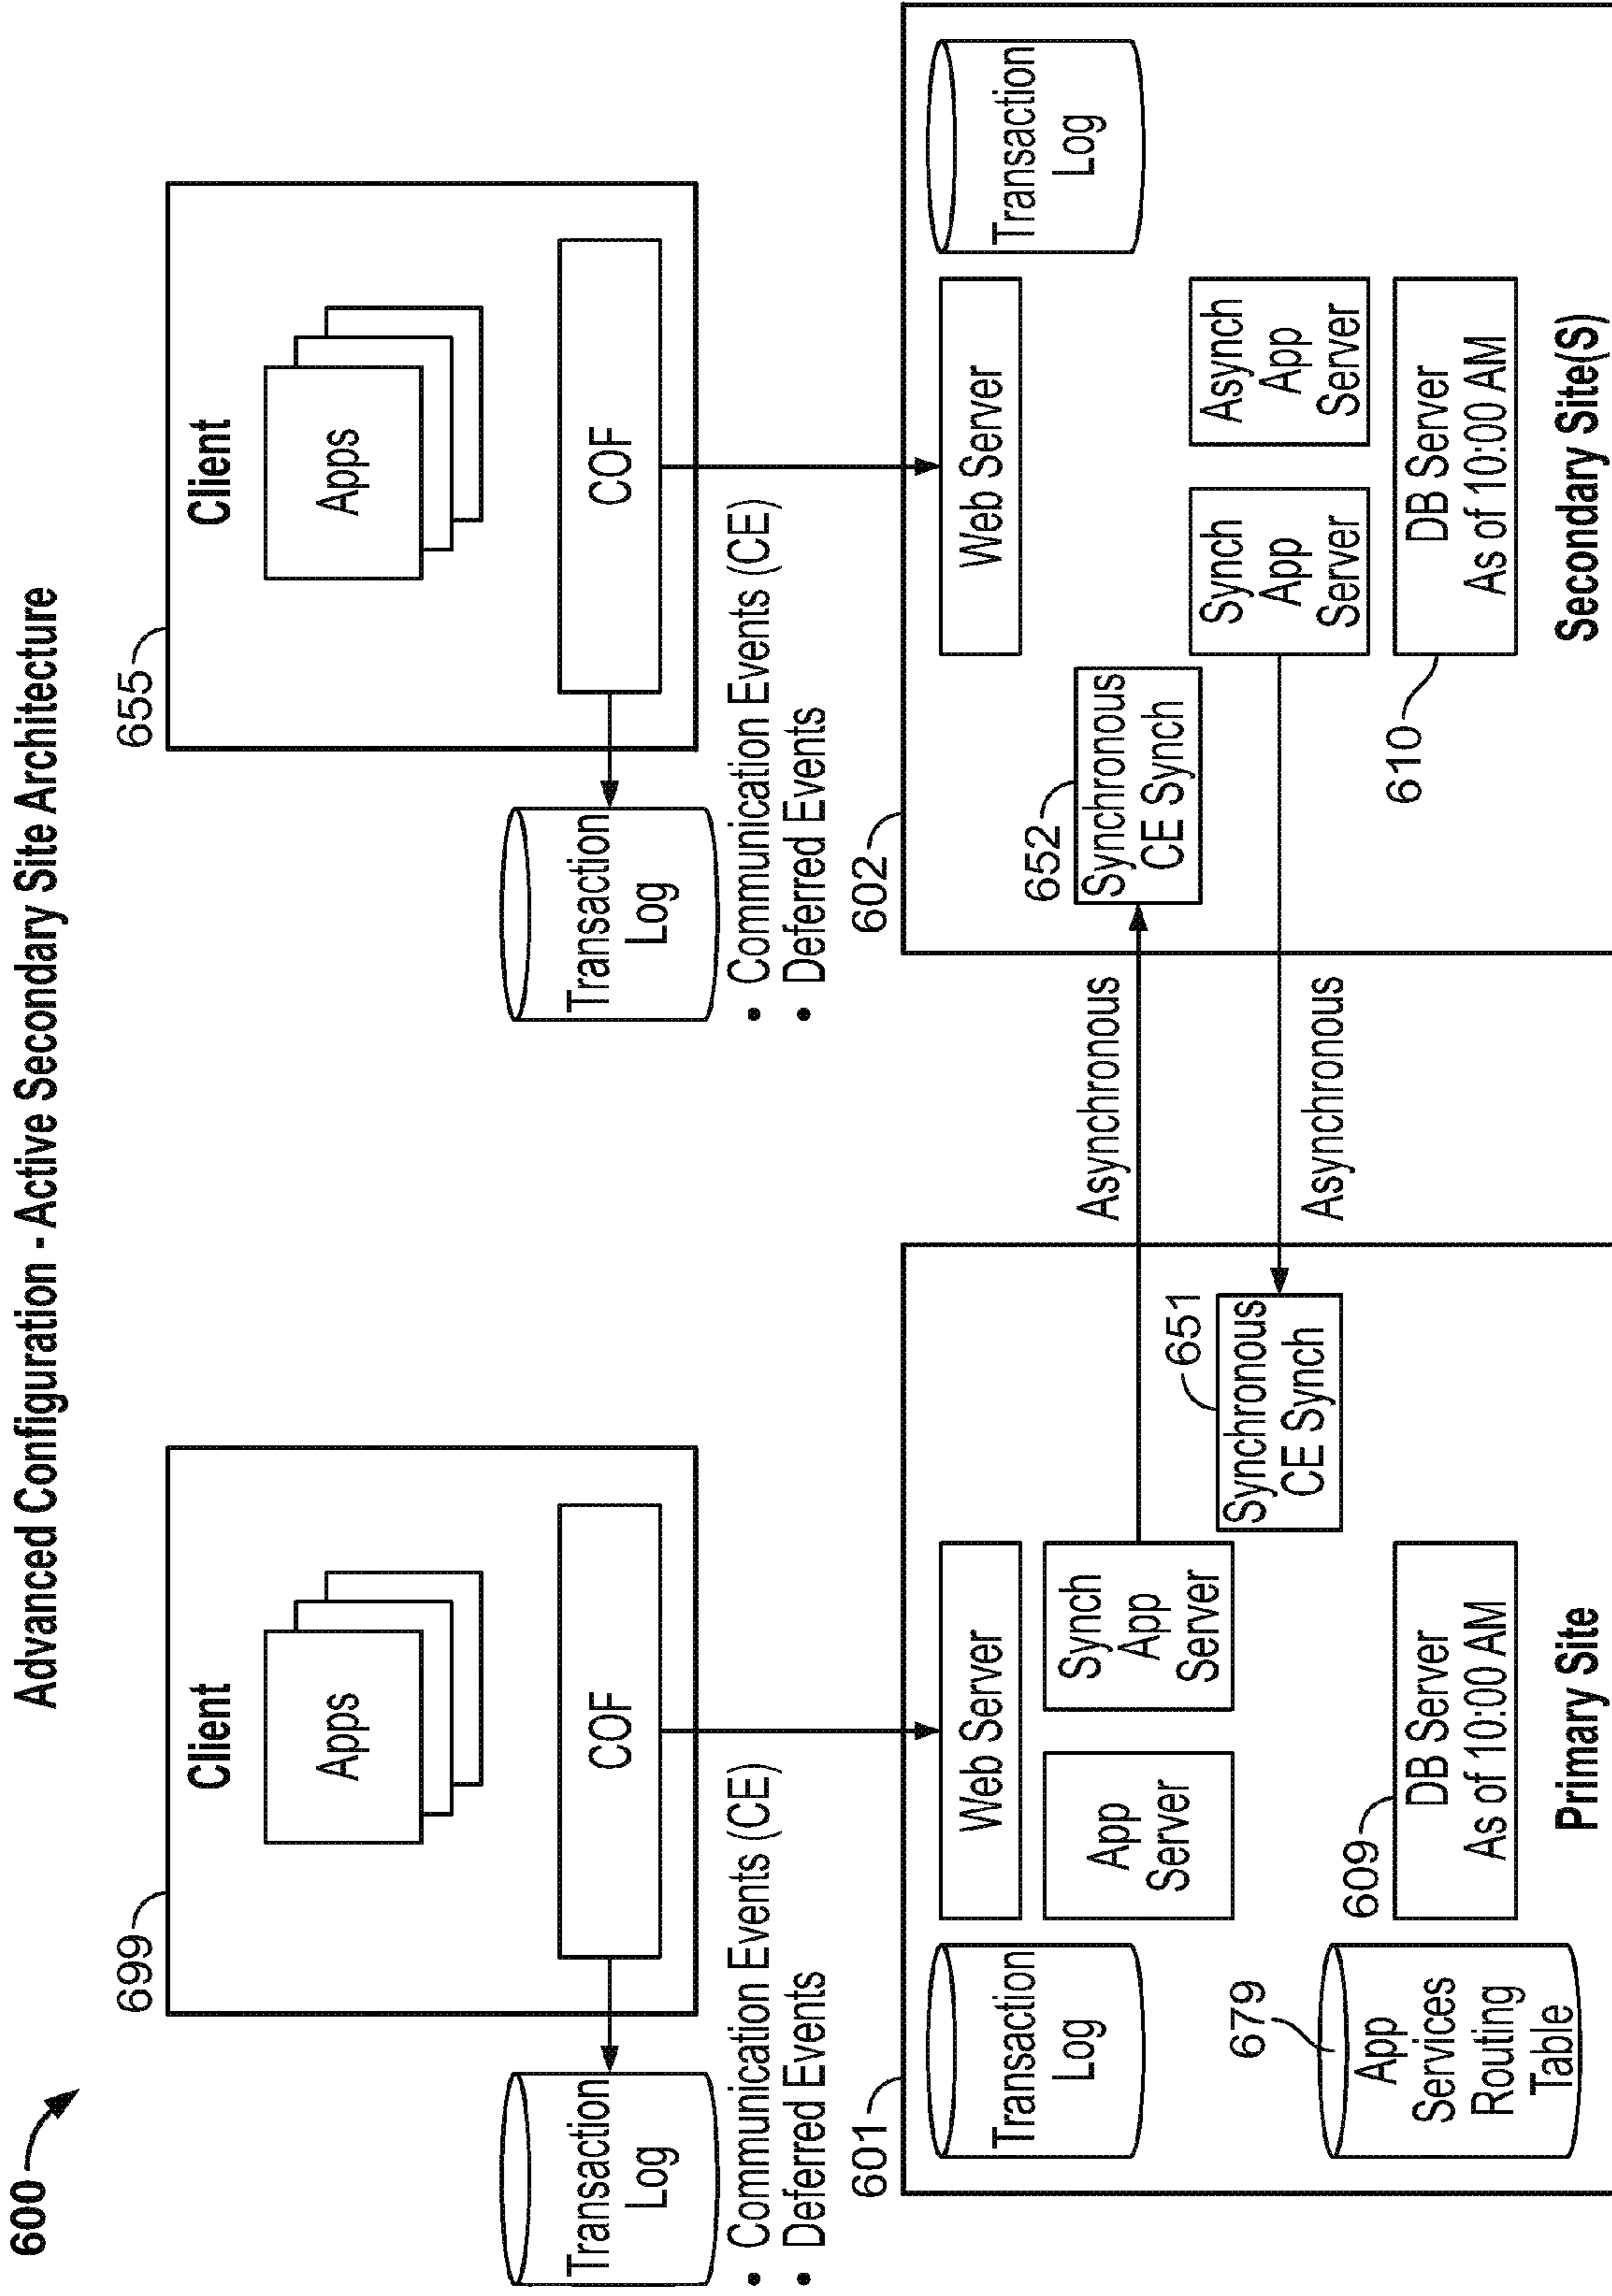 600
Advanced Configuration - Active Secondary Site Architecture
699
Client
Apps
COF
Transaction
Log
• Communication Events (CE)
• Deferred Events
655
Client
Apps
COF
Transaction
Log
• Communication Events (CE)
• Deferred Events
601
Transaction
Log
Web Server
App
Server
Synch
App
Server
651
Synchronous
CE Synch
679
App
Services
Routing
Table
609
DB Server
As of 10:00 AM
Primary Site
Asynchronous
Asynchronous
602
652
Synchronous
CE Synch
Web Server
Transaction
Log
Synch
App
Server
Asynch
App
Server
610
DB Server
As of 10:00 AM
Secondary Site(S)